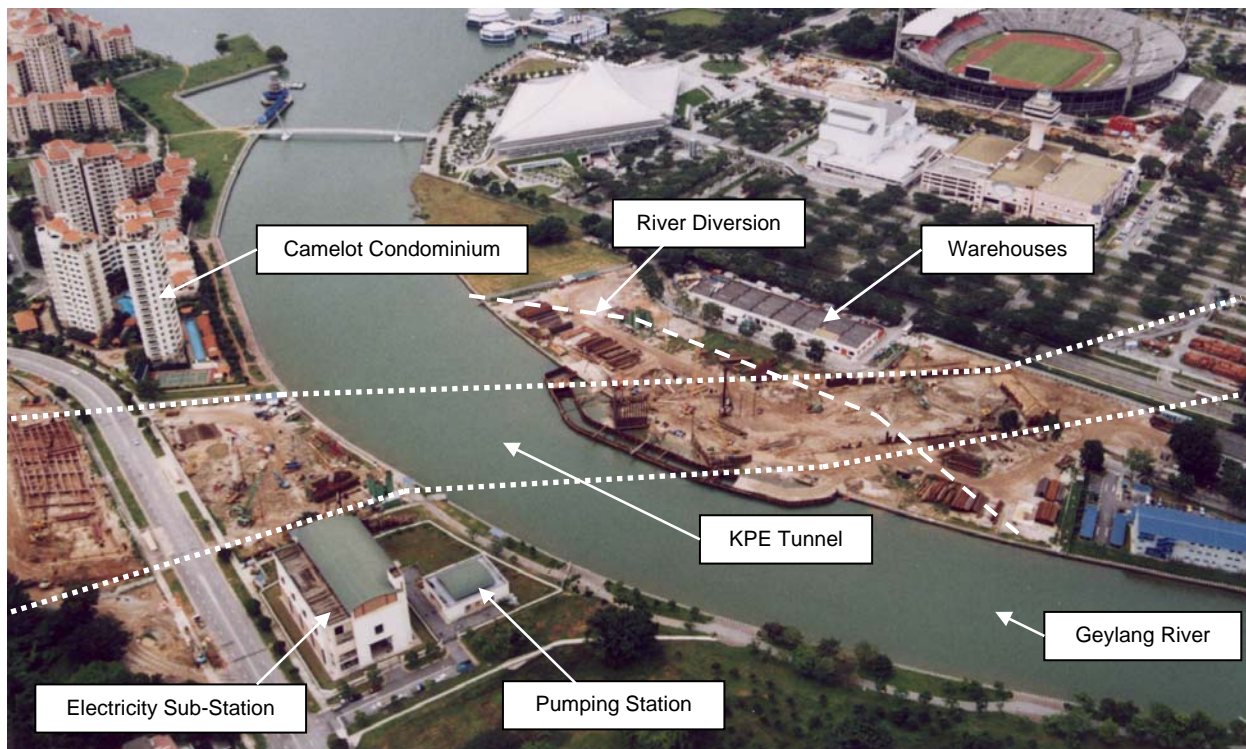 River Diversion
Camelot Condominium
Warehouses
KPE Tunnel
Geylang River
Electricity Sub-Station
Pumping Station